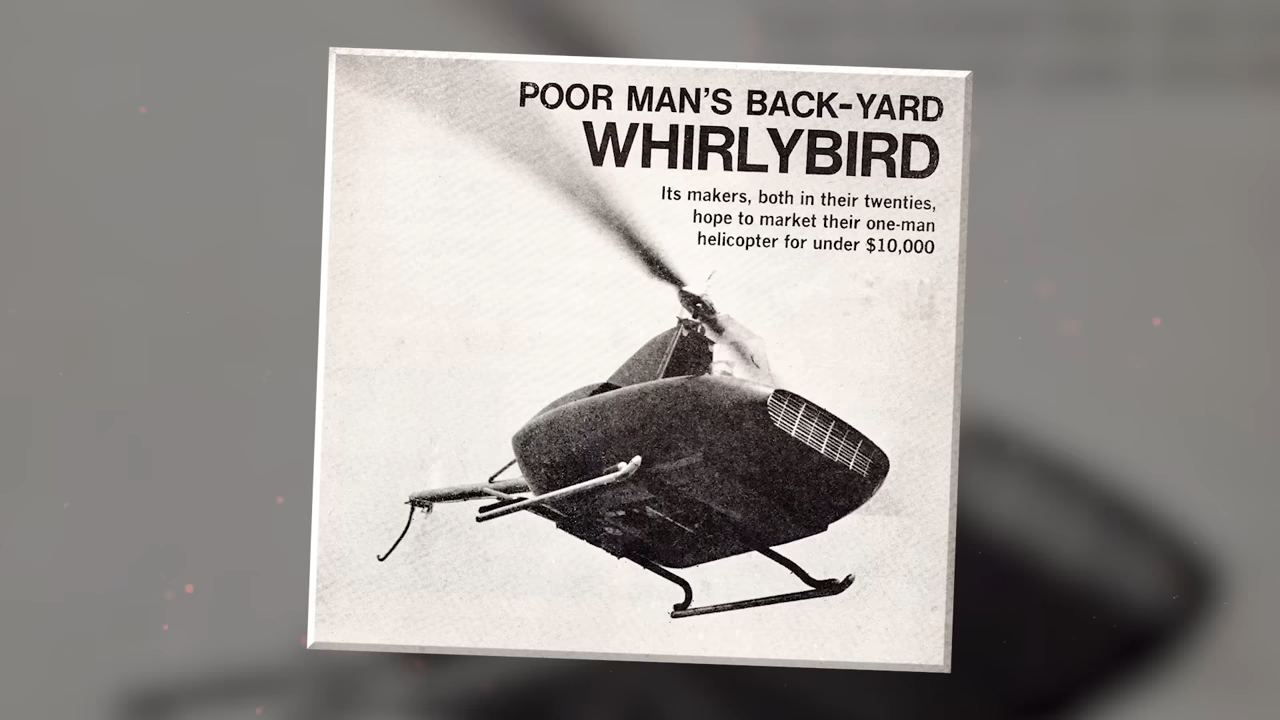 POOR MAN'S BACK-YARD
WHIRLYBIRD
Its makers, both in their twenties,
hope to market their one-man
helicopter for under $10,000